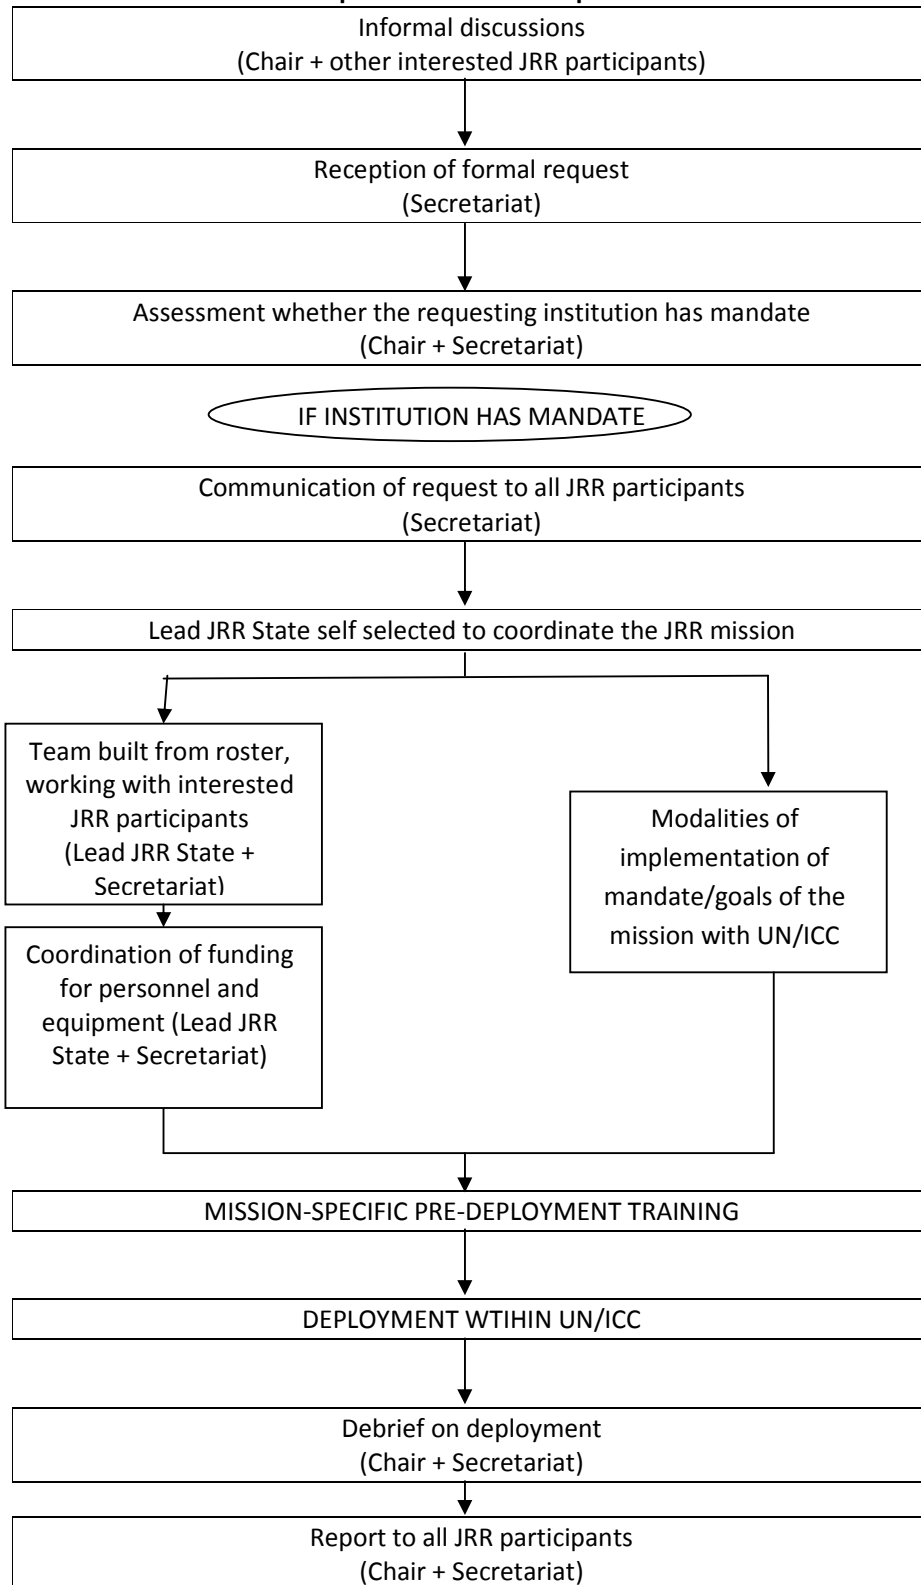 Informal discussions
(Chair + other interested JRR participants)
Reception of formal request
(Secretariat)
Assessment whether the requesting institution has mandate
(Chair + Secretariat)
IF INSTITUTION HAS MANDATE
Communication of request to all JRR participants
(Secretariat)
Lead JRR State self selected to coordinate the JRR mission
Team built from roster,
working with interested
JRR participants
(Lead JRR State +
Secretariat)
Coordination of funding
for personnel and
equipment (Lead JRR
State + Secretariat)
Modalities of
implementation of
mandate/goals of the
mission with UN/ICC
MISSION-SPECIFIC PRE-DEPLOYMENT TRAINING
DEPLOYMENT WTIHIN UN/ICC
Debrief on deployment
(Chair + Secretariat)
Report to all JRR participants
(Chair + Secretariat)